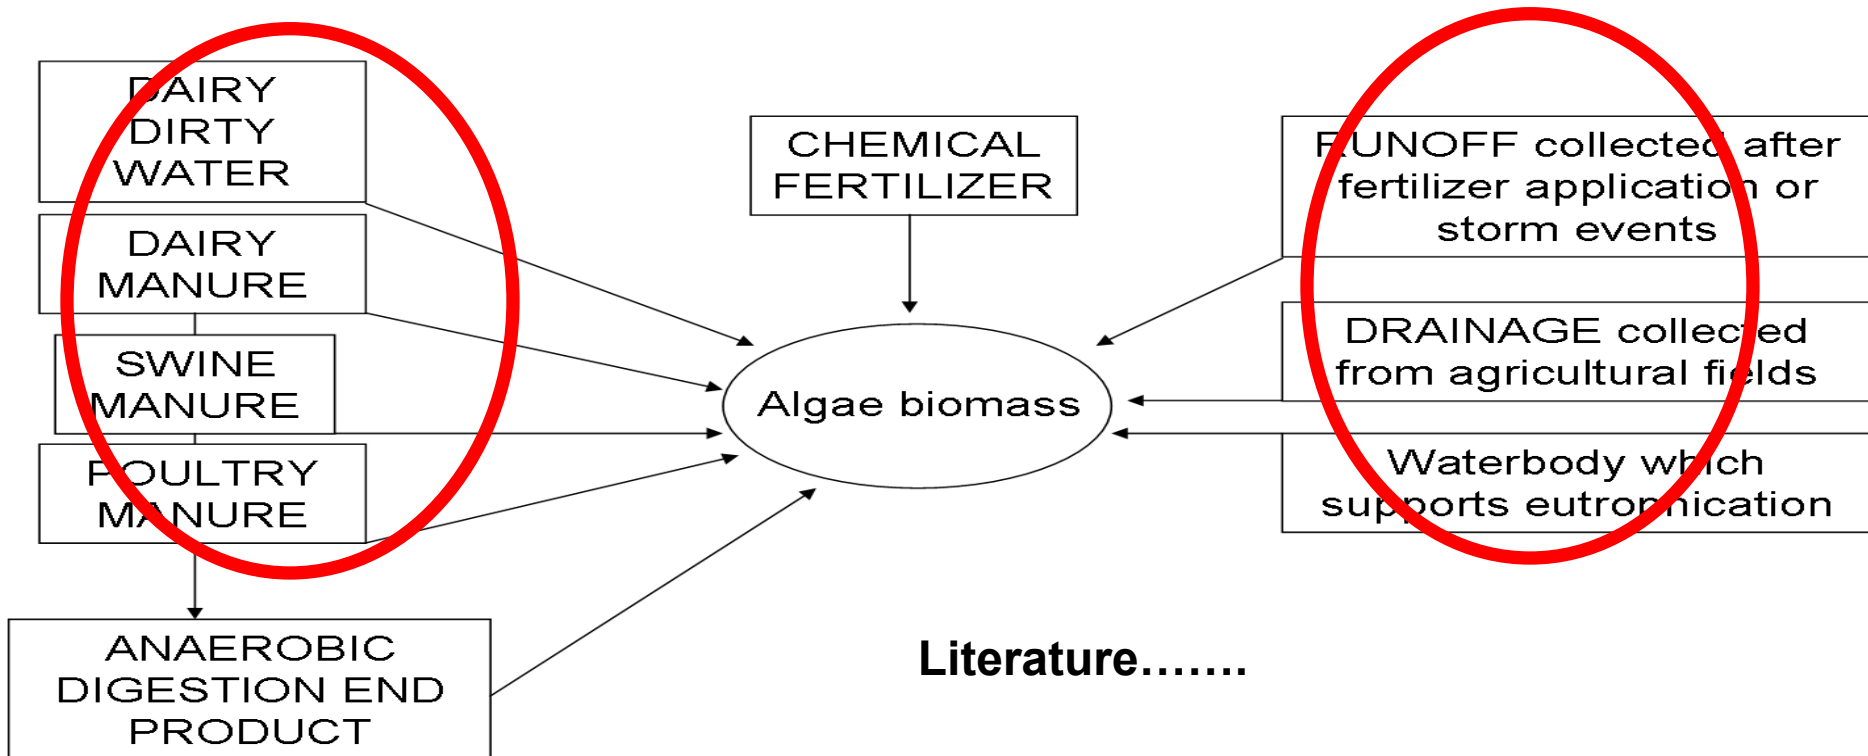 DAIRY
DIRTY
WATER
DAIRY
MANURE
SWINE
MANURE
POULTRY
MANURE
ANAEROBIC
DIGESTION END
PRODUCT
CHEMICAL
FERTILIZER
Algae biomass
Literature.......
RUNOFF collected after
fertilizer application or
storm events
DRAINAGE collected
from agricultural fields
Waterbody which
supports eutrophication